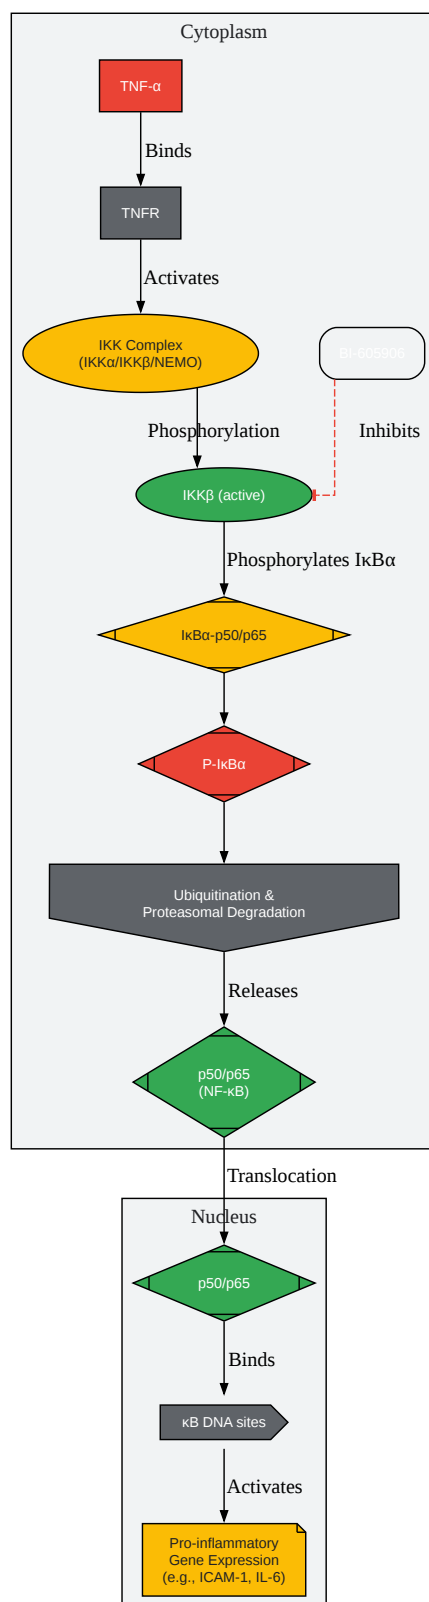 Cytoplasm
TNF-α
Binds
TNFR
Activates
IKK Complex
(IKKα/IKKβ/NEMO)
BI-605906
Phosphorylation
Inhibits
IKKβ (active)
Phosphorylates IκBα
IκBα-p50/p65
P-IκBα
Ubiquitination &
Proteasomal Degradation
Releases
p50/p65
(NF-κB)
Translocation
Nucleus
p50/p65
Binds
κB DNA sites
Activates
Pro-inflammatory
Gene Expression
(e.g., ICAM-1, IL-6)